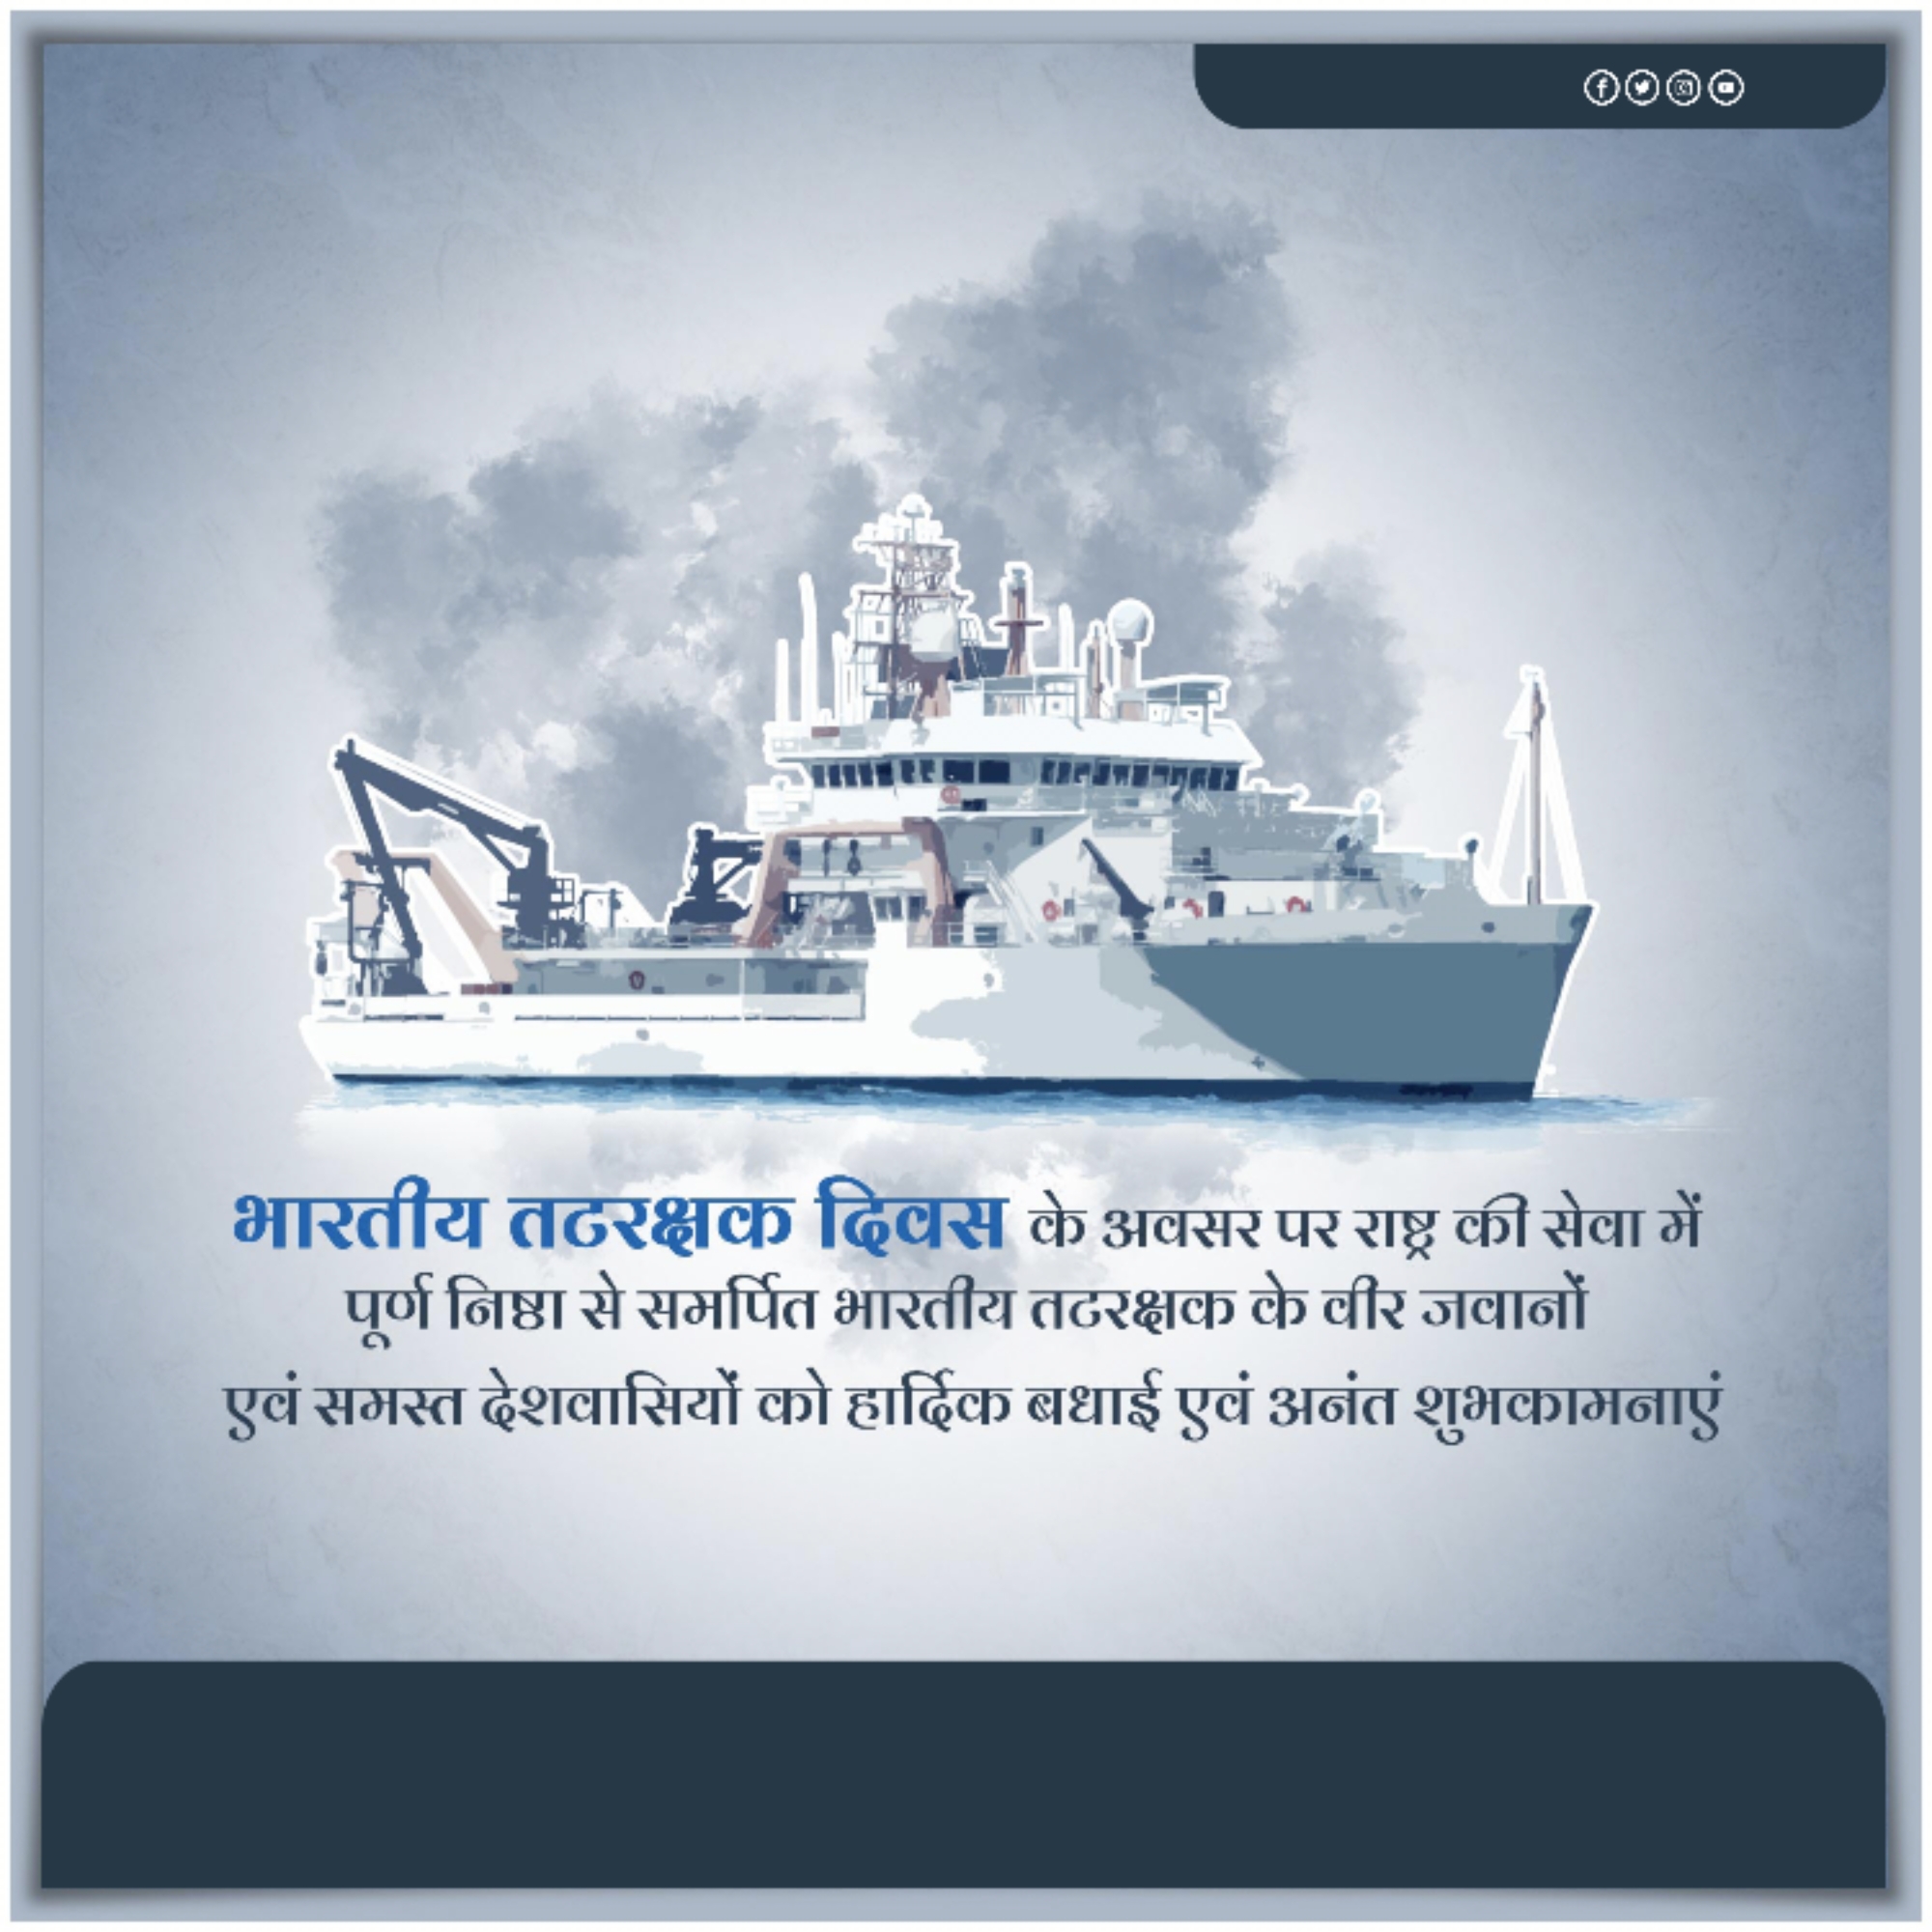 भारतीय तटरक्षक दिवस के अवसर पर राष्ट्र की सेवा में
पूर्ण निष्ठा से समर्पित भारतीय तटरक्षक के वीर जवानों
एवं समस्त देशवासियों को हार्दिक बधाई एवं अनंत शुभकामनाएं